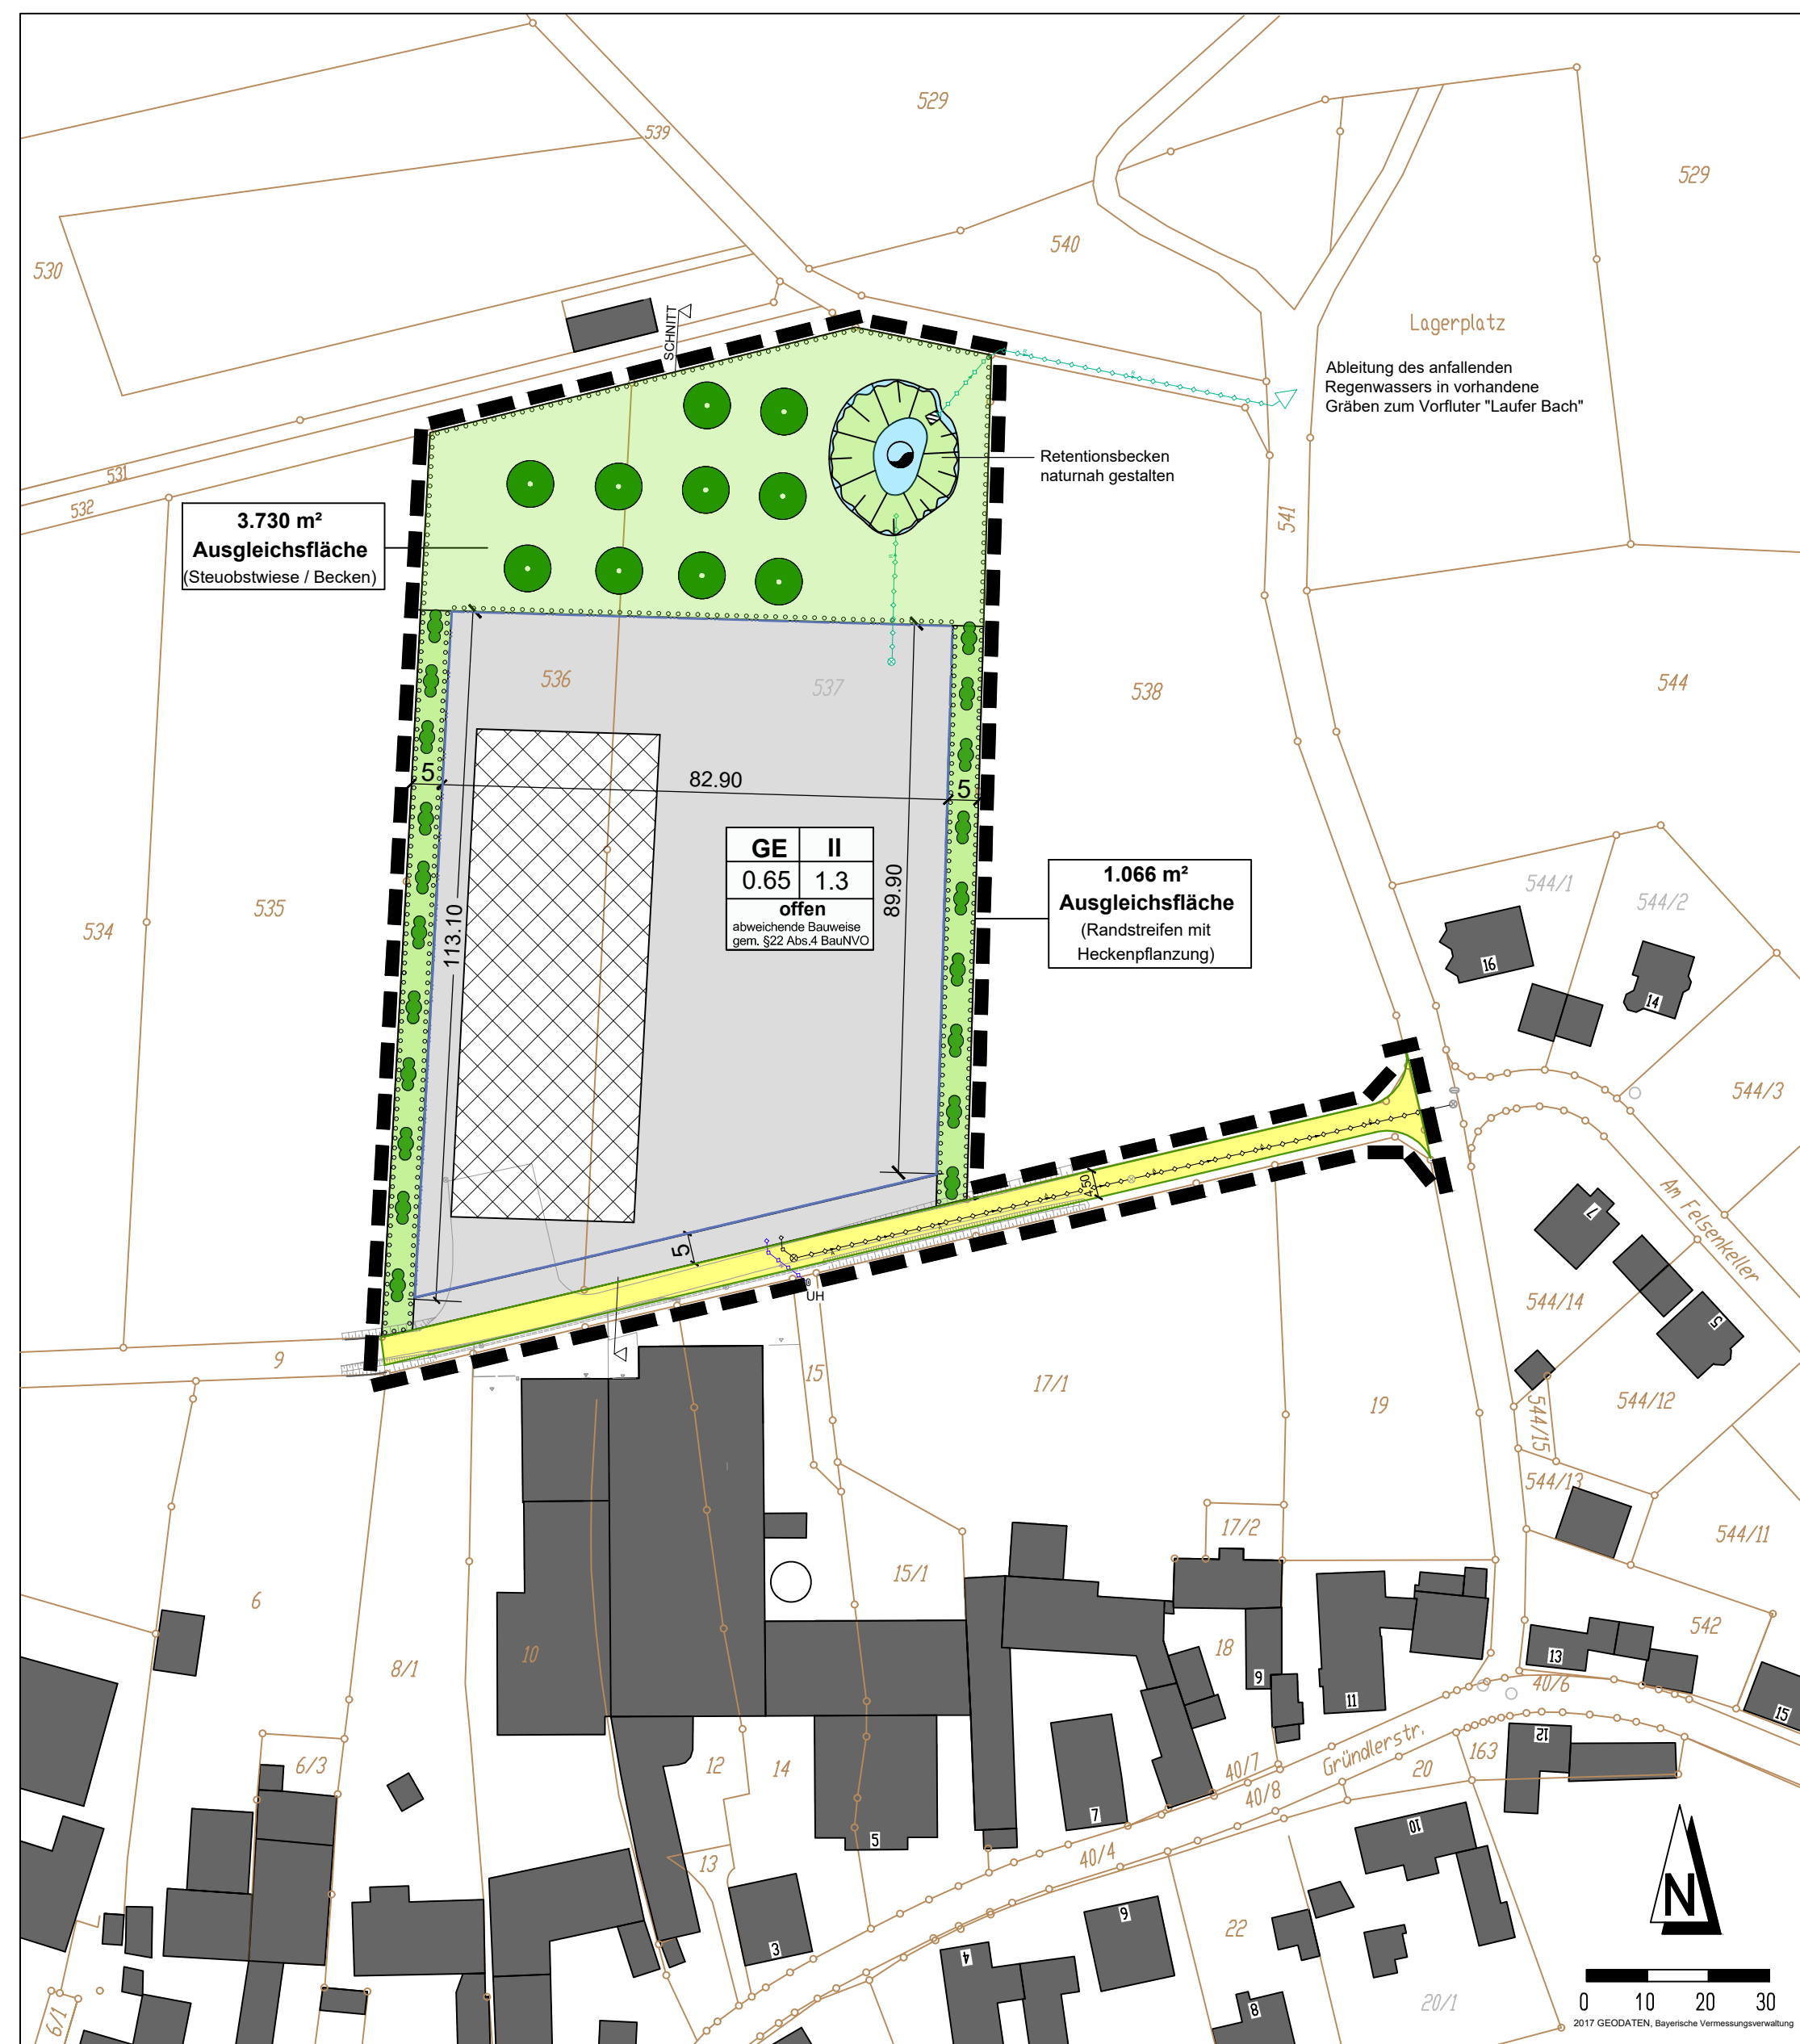 529
539
529
530
540
Lagerplatz
SCHNITT
Ableitung des anfallenden
Regenwassers in vorhandene
Gräben zum Vorfluter "Laufer Bach"
Retentionsbecken
naturnah gestalten
531
532
541
3.730 m²
Ausgleichsfläche
(Steuobstwiese / Becken)
536
537
538
544
5
82.90
5
GE II
0.65 1.3
offen
abweichende Bauweise
gem. §22 Abs.4 BauNVO
113.10
89.90
1.066 m²
Ausgleichsfläche
(Randstreifen mit
Heckenpflanzung)
534
535
544/1
544/2
16
14
544/3
4.50
5
UH
Am Felsenkeller
7
544/14
5
9
15
17/1
19
544/12
544/15
544/13
544/11
17/2
15/1
6
8/1
10
18
9
11
542
13
40/6
15
12
Gründlerstr.
163
6/3
12
14
40/7
40/8
20
7
5
13
40/4
10
3
4
6
22
8
20/1
6/1
N
0 10 20 30
2017 GEODATEN, Bayerische Vermessungsverwaltung